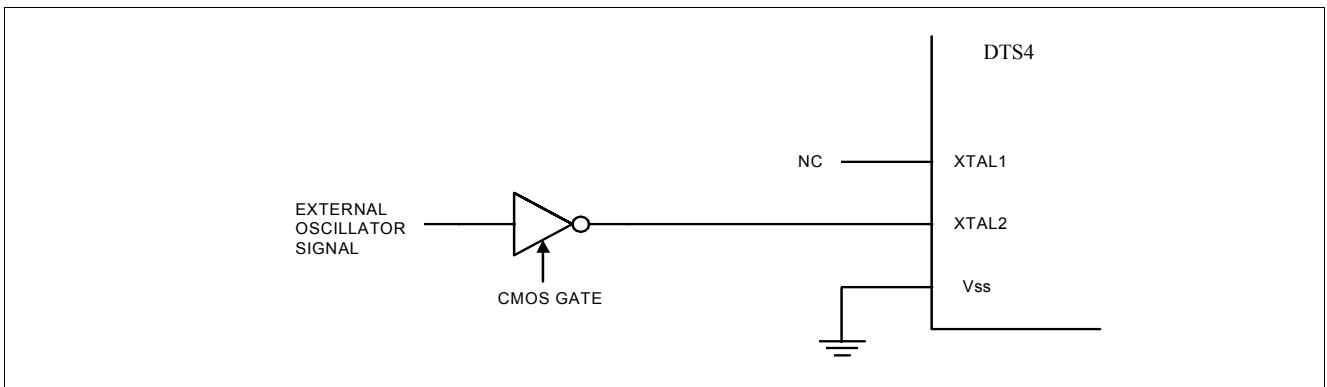 DTS4
NC
XTAL1
EXTERNAL
OSCILLATOR
SIGNAL
XTAL2
Vss
CMOS GATE